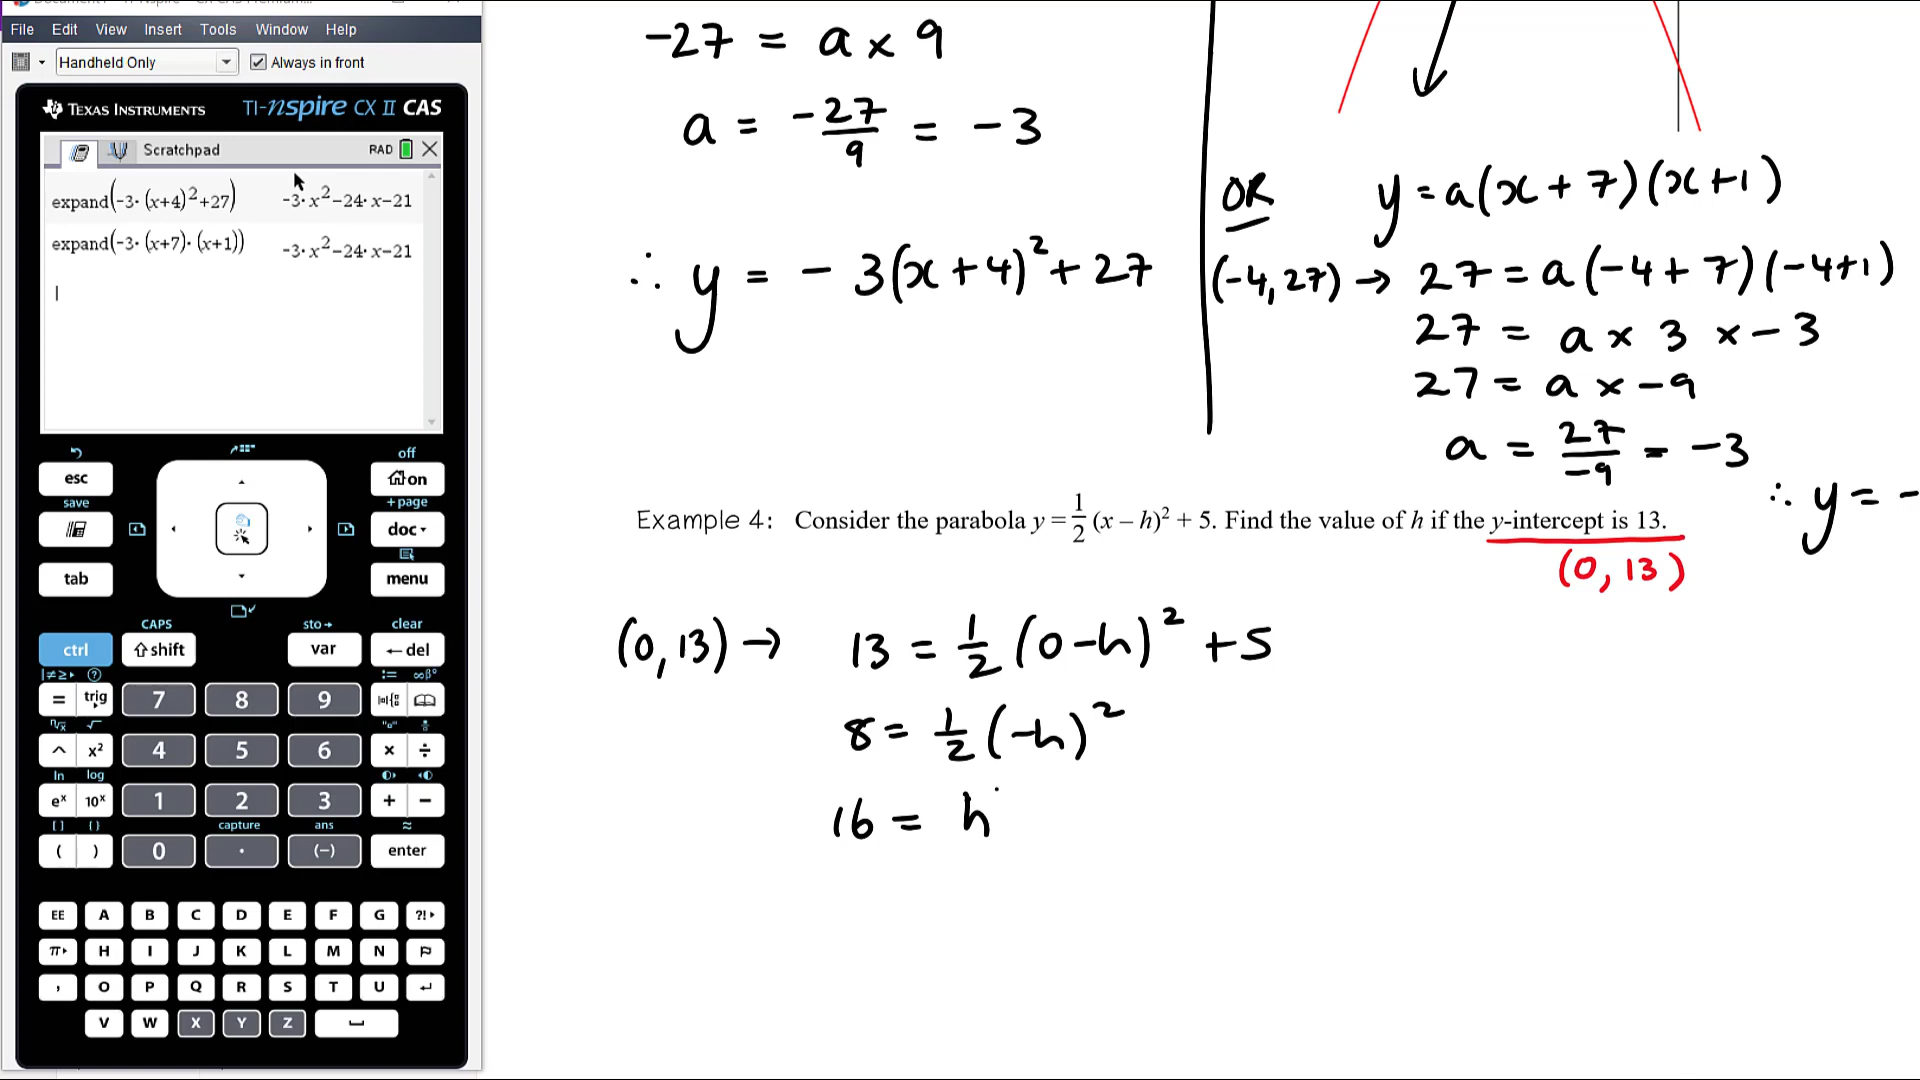 File Edit View Insert Tools Window Help
Handheld Only Always in front
TEXAS INSTRUMENTS TI-nspire CX II CAS
Scratchpad RAD
expand(-3·(x+4)²+27) -3·x²-24·x-21
expand(-3·(x+7)·(x+1)) -3·x²-24·x-21
off
esc on
save +page
doc
tab menu
CAPS sto→ clear
ctrl shift var ←del
= trig 7 8 9
^ x² 4 5 6 × ÷
ln log
eˣ 10ˣ 1 2 3 + −
[ ] { } capture ans ≈
( ) 0 . (−) enter
EE A B C D E F G ?!▸
π▸ H I J K L M N
, O P Q R S T U ↵
V W X Y Z
-27 = a × 9
a = -27/9 = -3
∴ y = -3(x+4)²+27
OR y = a(x+7)(x+1)
(-4,27) → 27 = a(-4+7)(-4+1)
27 = a × 3 × -3
27 = a × -9
a = 27/-9 = -3
∴ y = -
Example 4: Consider the parabola y = 1/2 (x – h)² + 5. Find the value of h if the y-intercept is 13.
(0, 13)
(0, 13) → 13 = 1/2 (0-h)² +5
8 = 1/2 (-h)²
16 = h